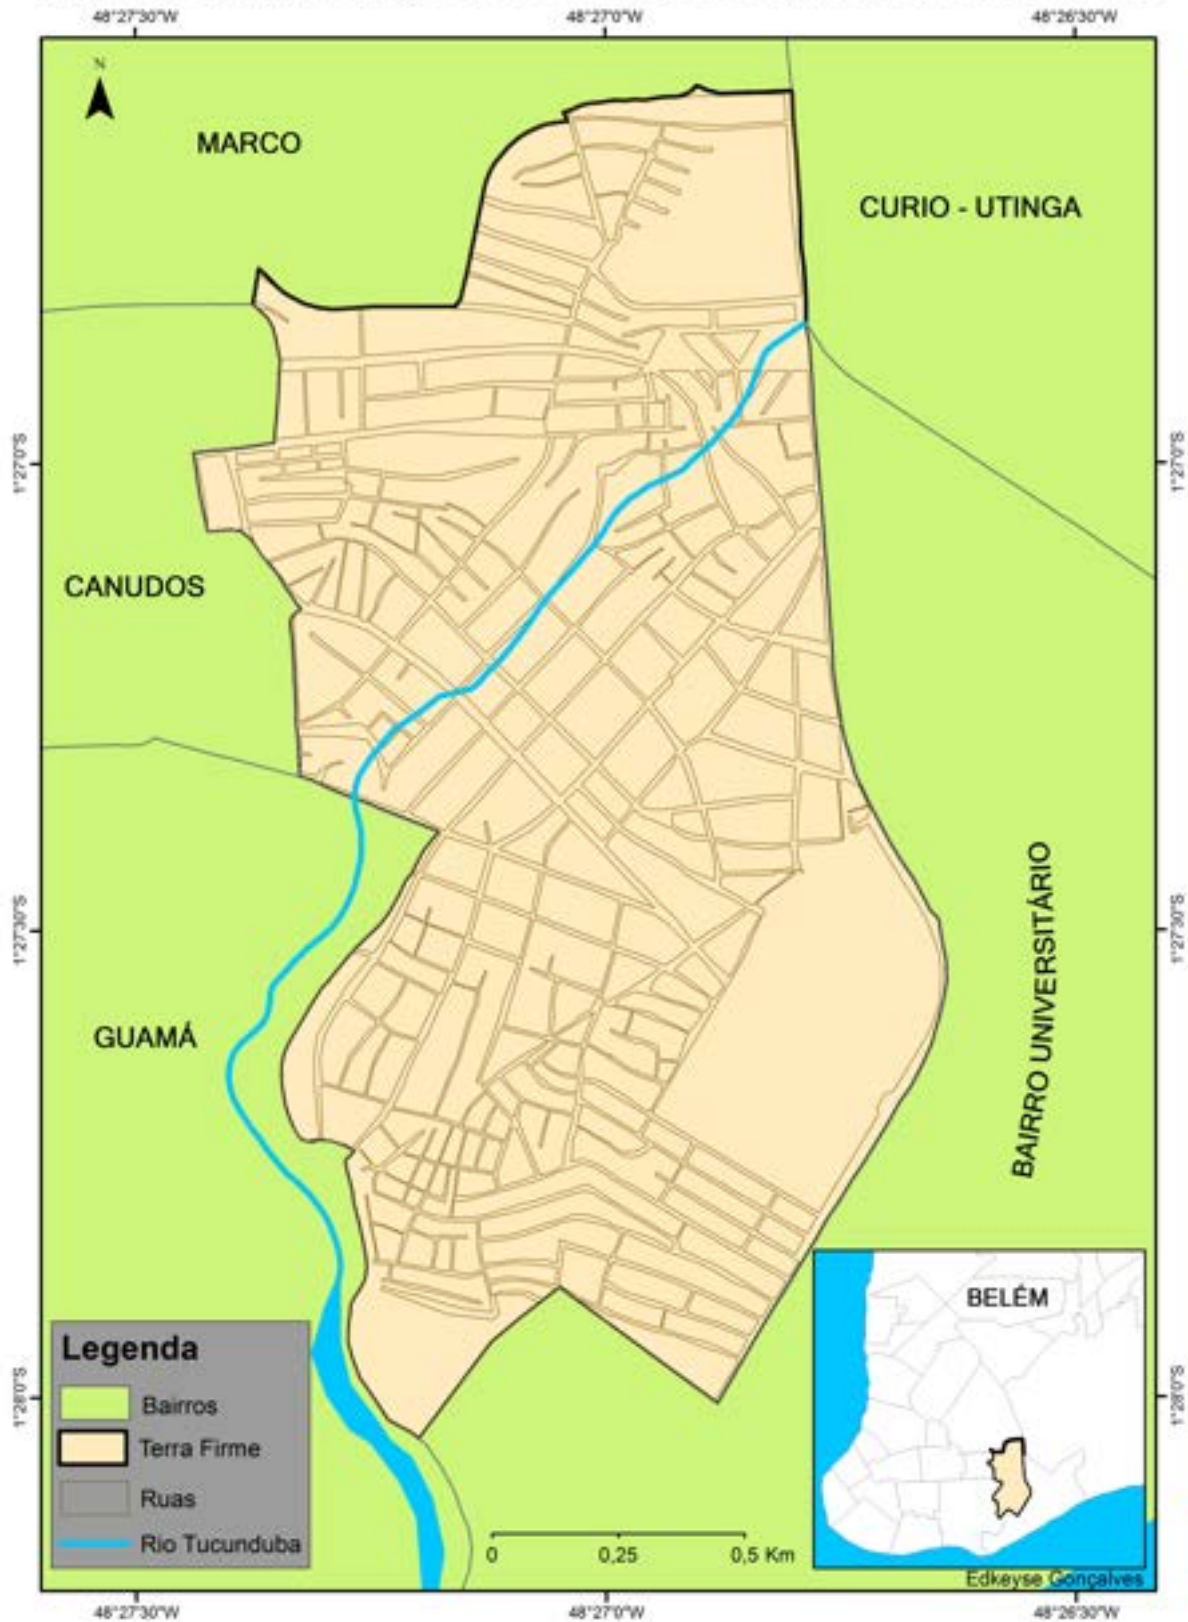 48°27'30"W
48°27'0"W
48°26'30"W
N
MARCO
CURIO - UTINGA
1°27'0"S
1°27'0"S
CANUDOS
BAIRRO UNIVERSITÁRIO
1°27'30"S
1°27'30"S
GUAMÁ
BELÉM
Legenda
Bairros
Terra Firme
Ruas
Rio Tucunduba
1°28'0"S
1°28'0"S
0 0,25 0,5 Km
Edkeyse Gonçalves
48°27'30"W
48°27'0"W
48°26'30"W